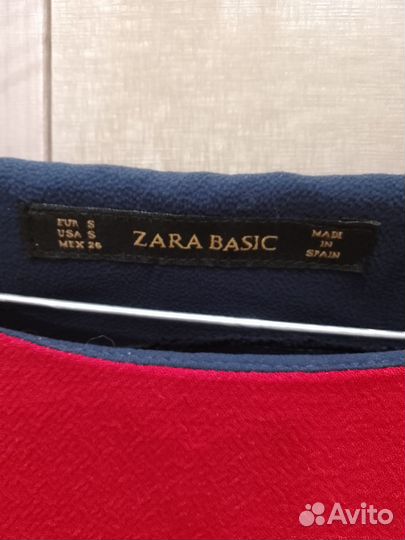 EUR S
USA S
MEX 26
ZARA BASIC
MADE
IN
SPAIN
Avito